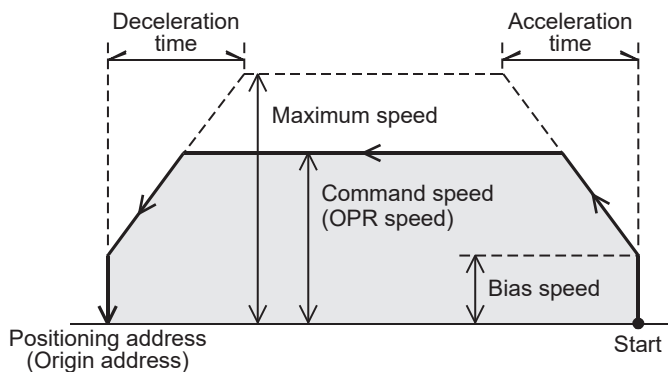 Deceleration
time
Acceleration
time
Maximum speed
Command speed
(OPR speed)
Bias speed
Positioning address
(Origin address)
Start